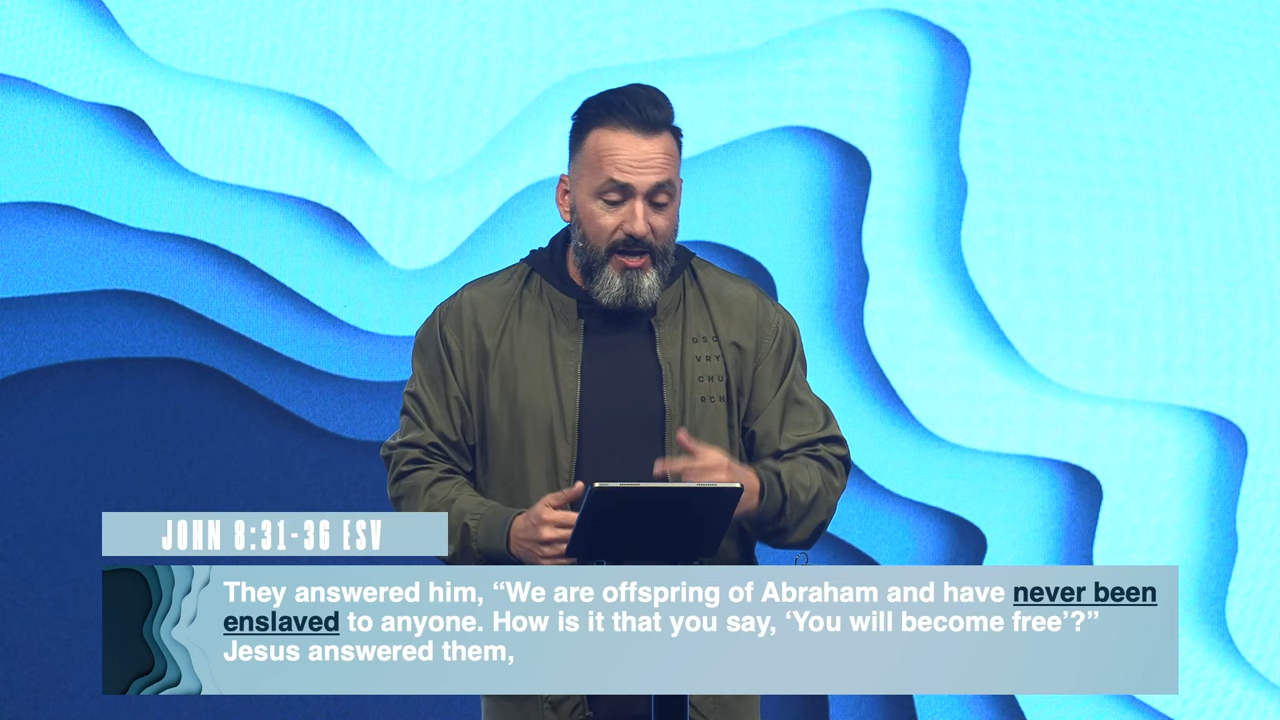 DSC
VRY
CHU
RCH
JOHN 8:31-36 ESV
They answered him, “We are offspring of Abraham and have never been
enslaved to anyone. How is it that you say, ‘You will become free’?”
Jesus answered them,